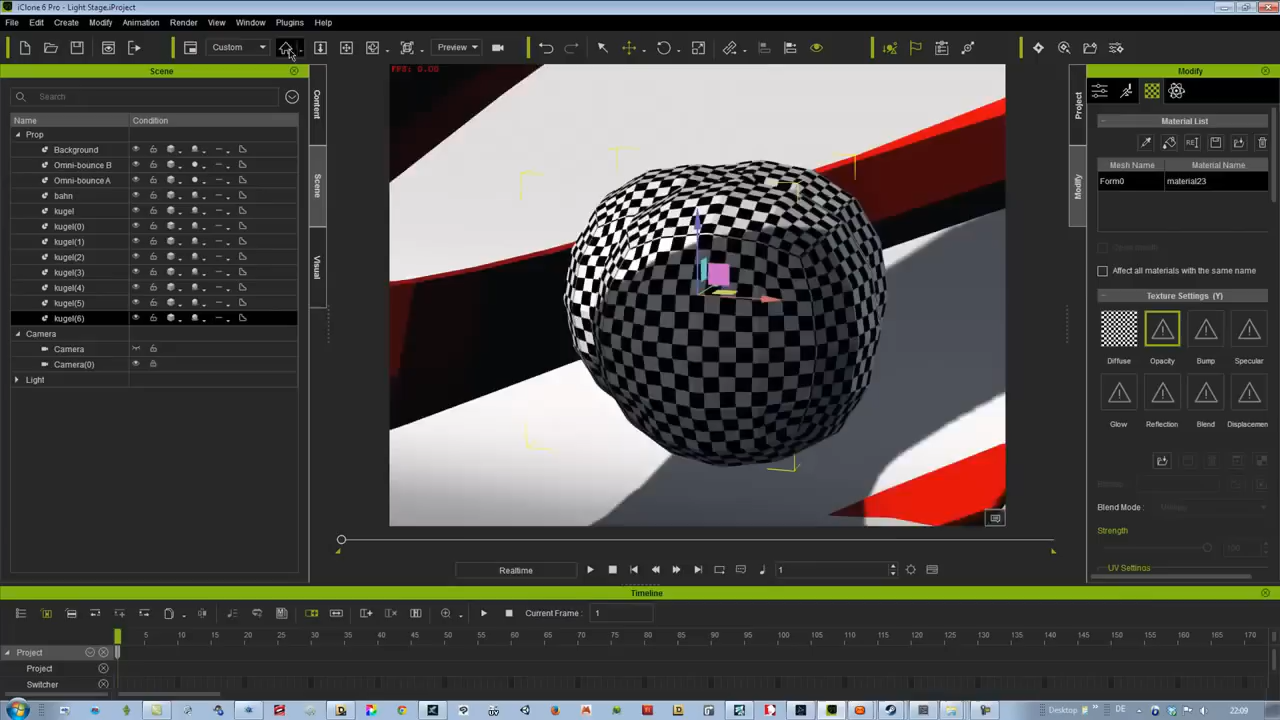 iClone 6 Pro - Light Stage.iProject
File Edit Create Modify Animation Render View Window Plugins Help
Custom
Preview
Scene
Search
Name Condition
Prop
Background
Omni-bounce B
Omni-bounce A
bahn
kugel
kugel(0)
kugel(1)
kugel(2)
kugel(3)
kugel(4)
kugel(5)
kugel(6)
Camera
Camera
Camera(0)
Light
Content
Scene
Visual
FPS: 0.00
Project
Modify
Modify
Material List
Mesh Name Material Name
Form0 material23
Affect all materials with the same name
Texture Settings (Y)
Diffuse Opacity Bump Specular
Glow Reflection Blend Displacemen
Blend Mode :
Strength
100
UV Settings
Realtime
1
Timeline
Current Frame : 1
5 10 15 20 25 30 35 40 45 50 55 60 65 70 75 80 85 90 95 100 105 110 115 120 125 130 135 140 145 150 155 160 165 170
Project
Project
Switcher
Desktop
DE
22:09